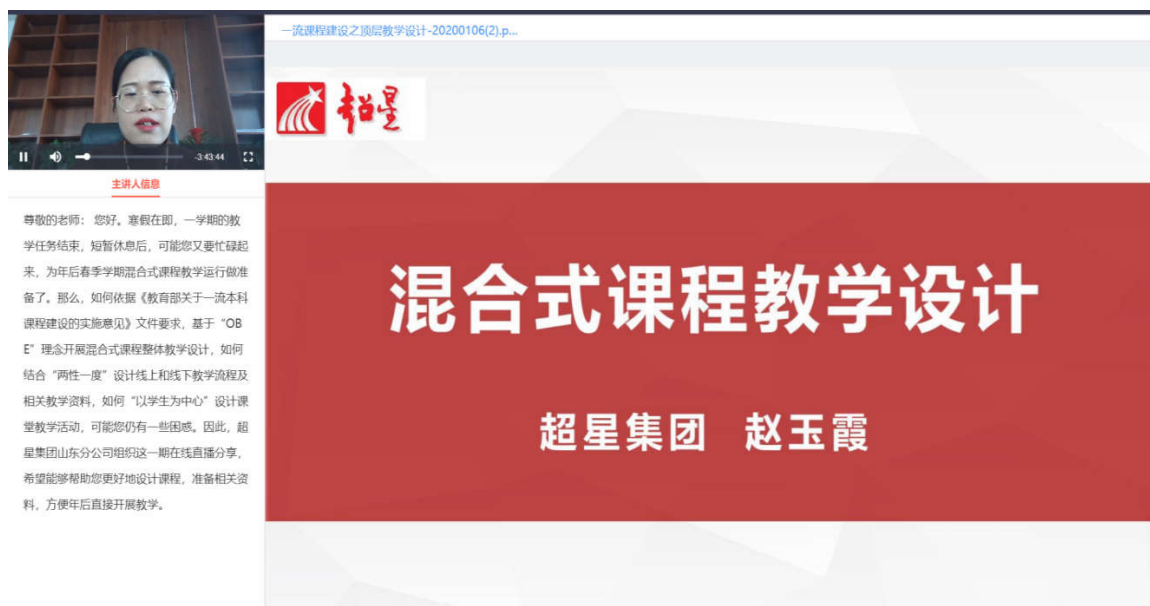 一流课程建设之顶层教学设计-20200106(2).p...
超星
-3:43:44
主讲人信息
尊敬的老师： 您好。寒假在即，一学期的教
学任务结束，短暂休息后，可能您又要忙碌起
来，为年后春季学期混合式课程教学运行做准
备了。那么，如何依据《教育部关于一流本科
课程建设的实施意见》文件要求，基于“OB
E”理念开展混合式课程整体教学设计，如何
结合“两性一度”设计线上和线下教学流程及
相关教学资料，如何“以学生为中心”设计课
堂教学活动，可能您仍有一些困惑。因此，超
星集团山东分公司组织这一期在线直播分享，
希望能够帮助您更好地设计课程，准备相关资
料，方便年后直接开展教学。
混合式课程教学设计
超星集团 赵玉霞